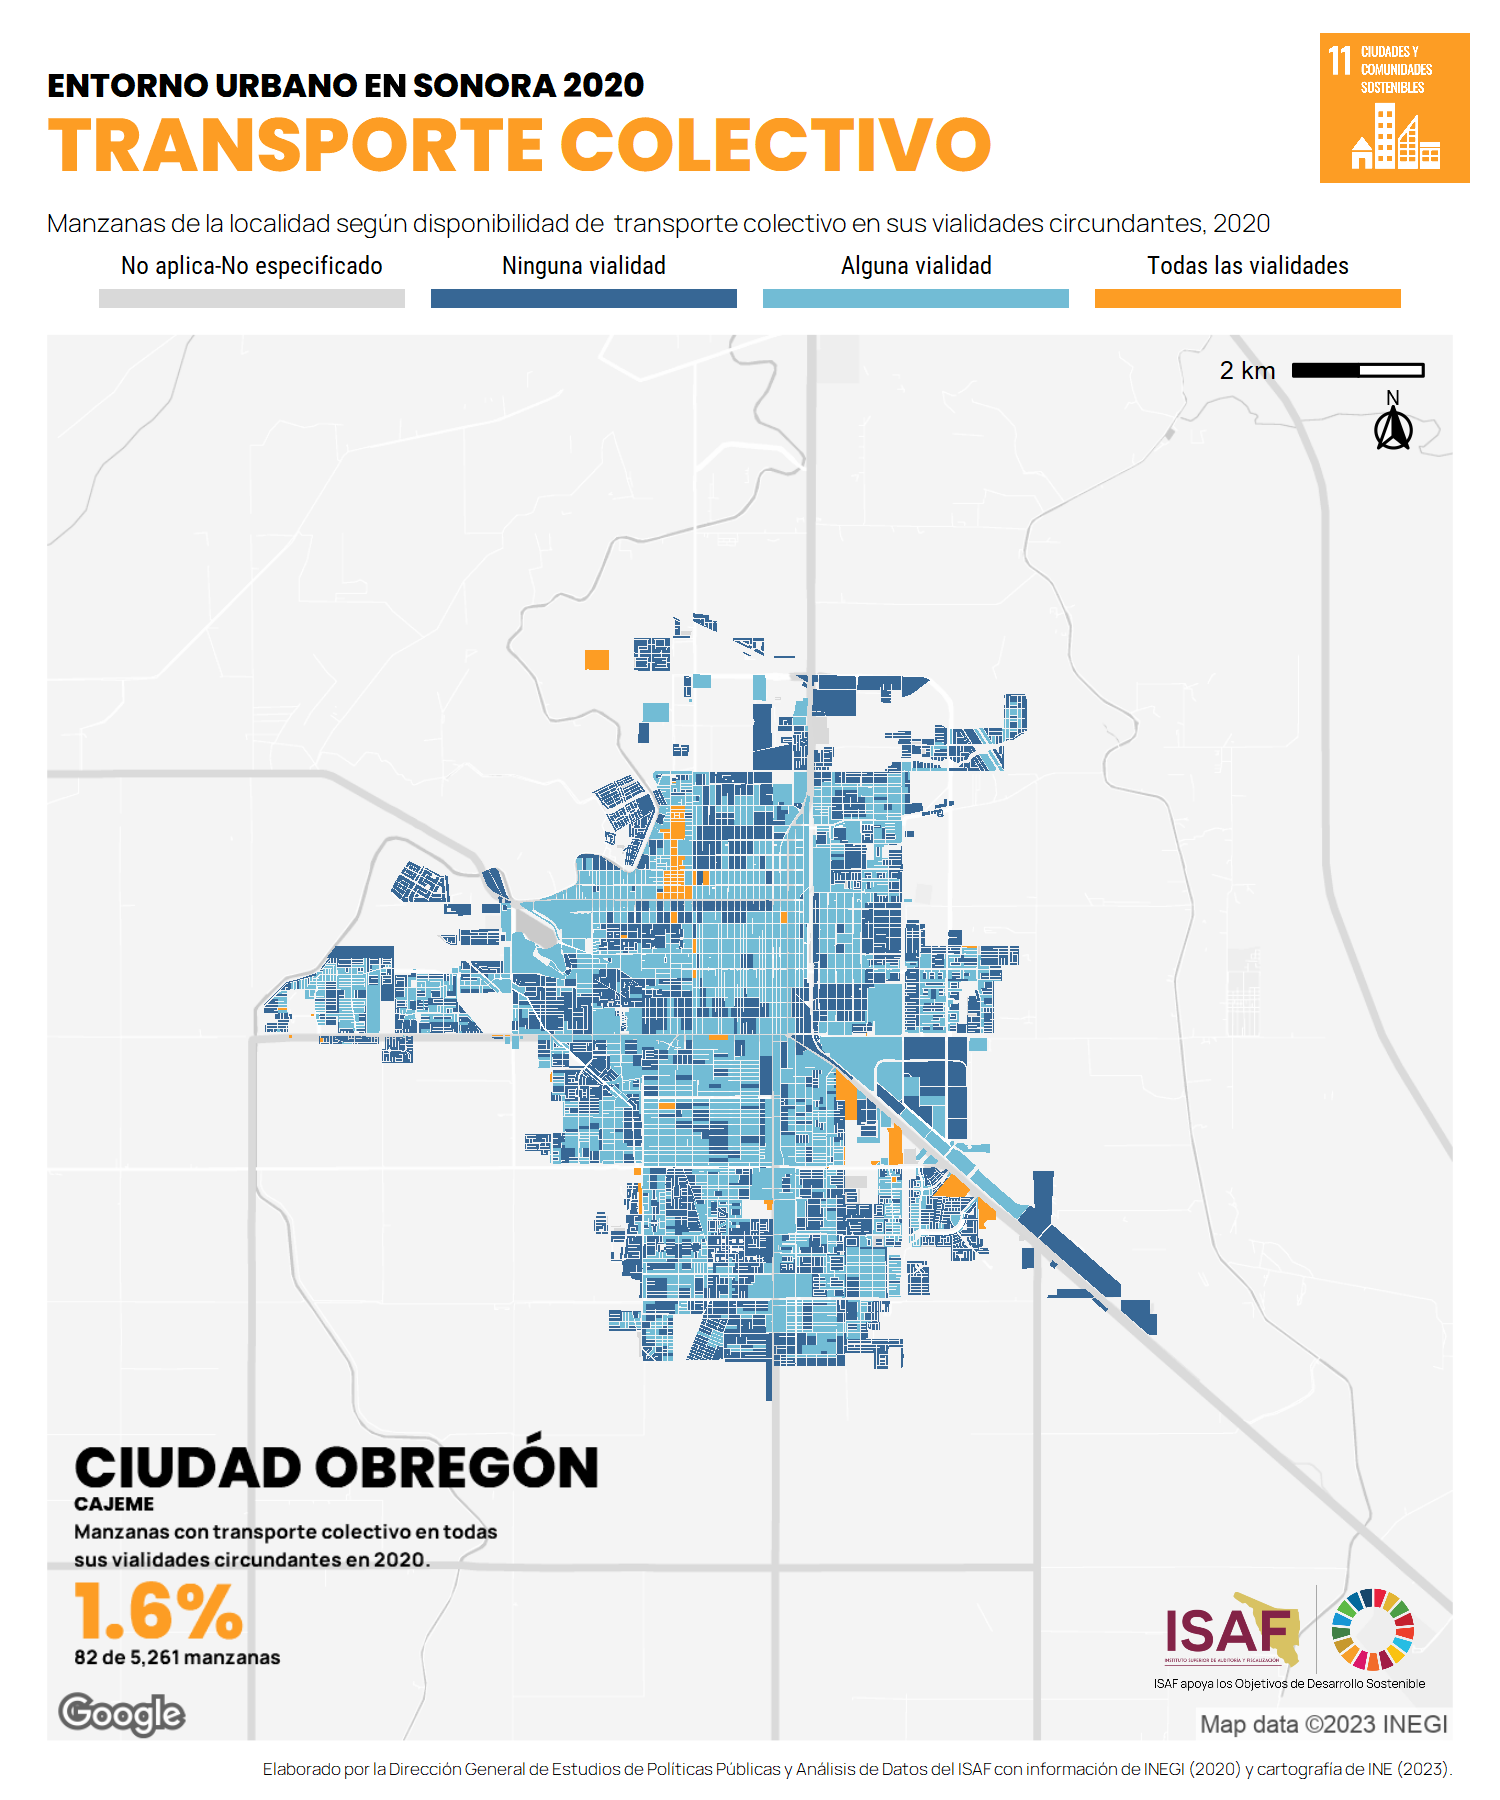 ENTORNO URBANO EN SONORA 2020
TRANSPORTE COLECTIVO
11 CIUDADES Y
COMUNIDADES
SOSTENIBLES
Manzanas de la localidad según disponibilidad de transporte colectivo en sus vialidades circundantes, 2020
No aplica-No especificado
Ninguna vialidad
Alguna vialidad
Todas las vialidades
2 km
N
CIUDAD OBREGÓN
CAJEME
Manzanas con transporte colectivo en todas
sus vialidades circundantes en 2020.
1.6%
82 de 5,261 manzanas
ISAF
INSTITUTO SUPERIOR DE AUDITORÍA Y FISCALIZACIÓN
ISAF apoya los Objetivos de Desarrollo Sostenible
Google
Map data ©2023 INEGI
Elaborado por la Dirección General de Estudios de Políticas Públicas y Análisis de Datos del ISAF con información de INEGI (2020) y cartografía de INE (2023).